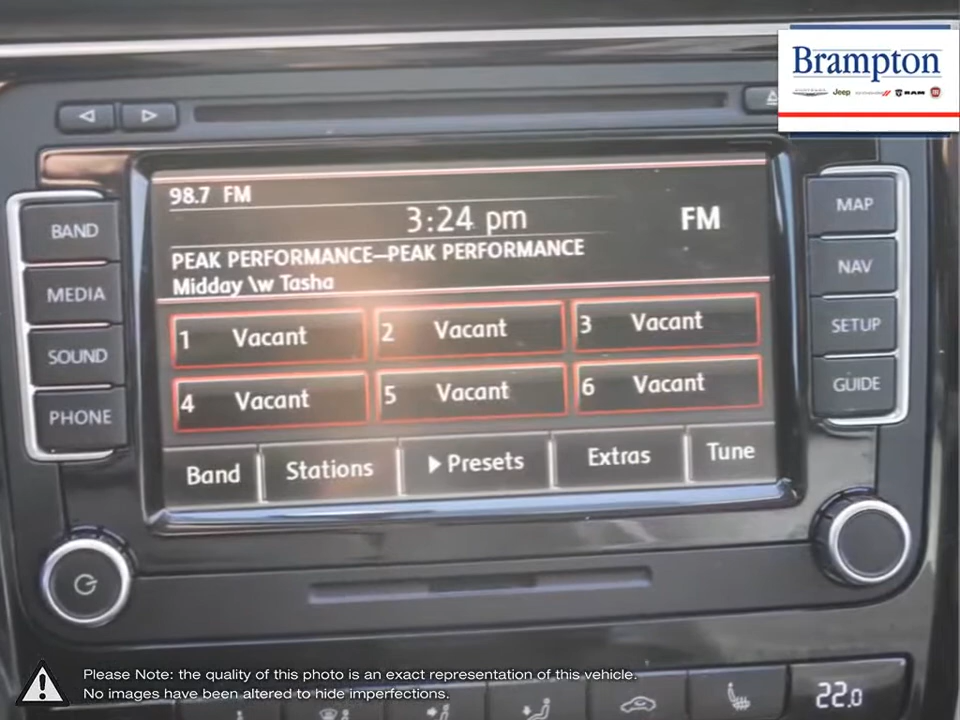 Brampton
Jeep
RAM
98.7 FM
3:24 pm
FM
PEAK PERFORMANCE—PEAK PERFORMANCE
Midday \w Tasha
1 Vacant
2 Vacant
3 Vacant
4 Vacant
5 Vacant
6 Vacant
Band
Stations
Presets
Extras
Tune
BAND
MEDIA
SOUND
PHONE
MAP
NAV
SETUP
GUIDE
Please Note: the quality of this photo is an exact representation of this vehicle.
No images have been altered to hide imperfections.
22.0